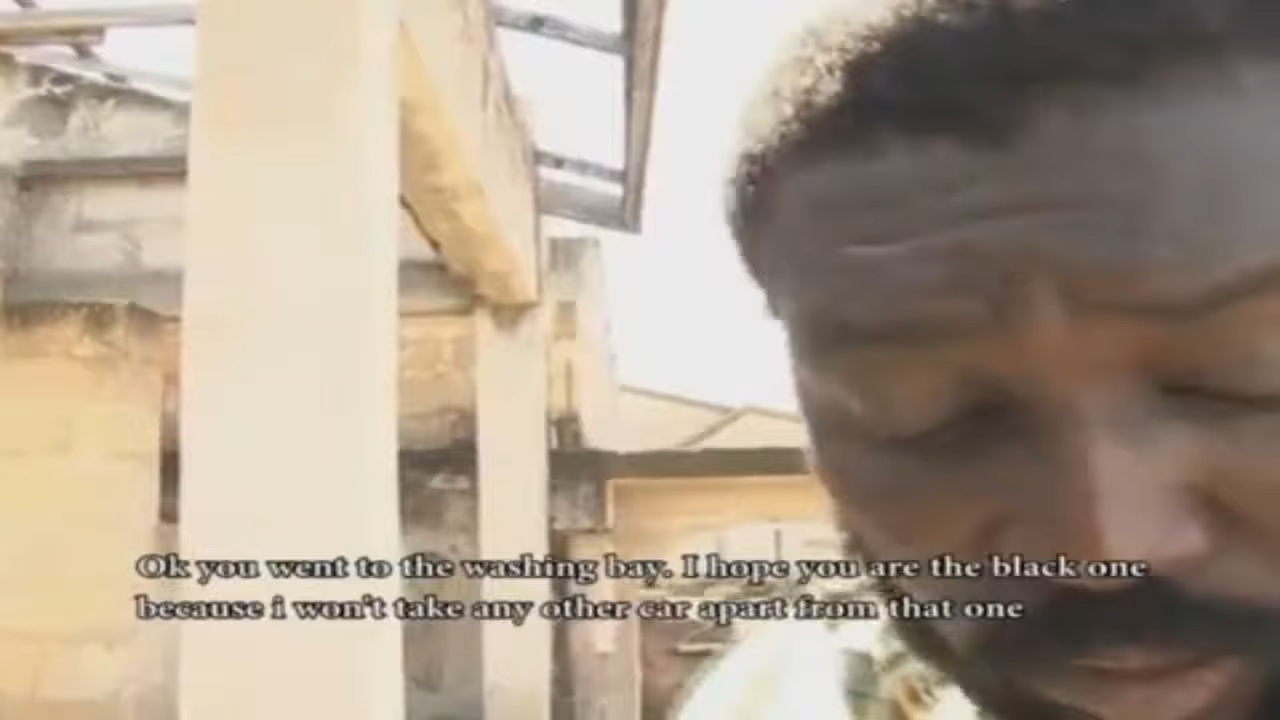 Ok you went to the washing bay. I hope you are the black one
because i won't take any other car apart from that one